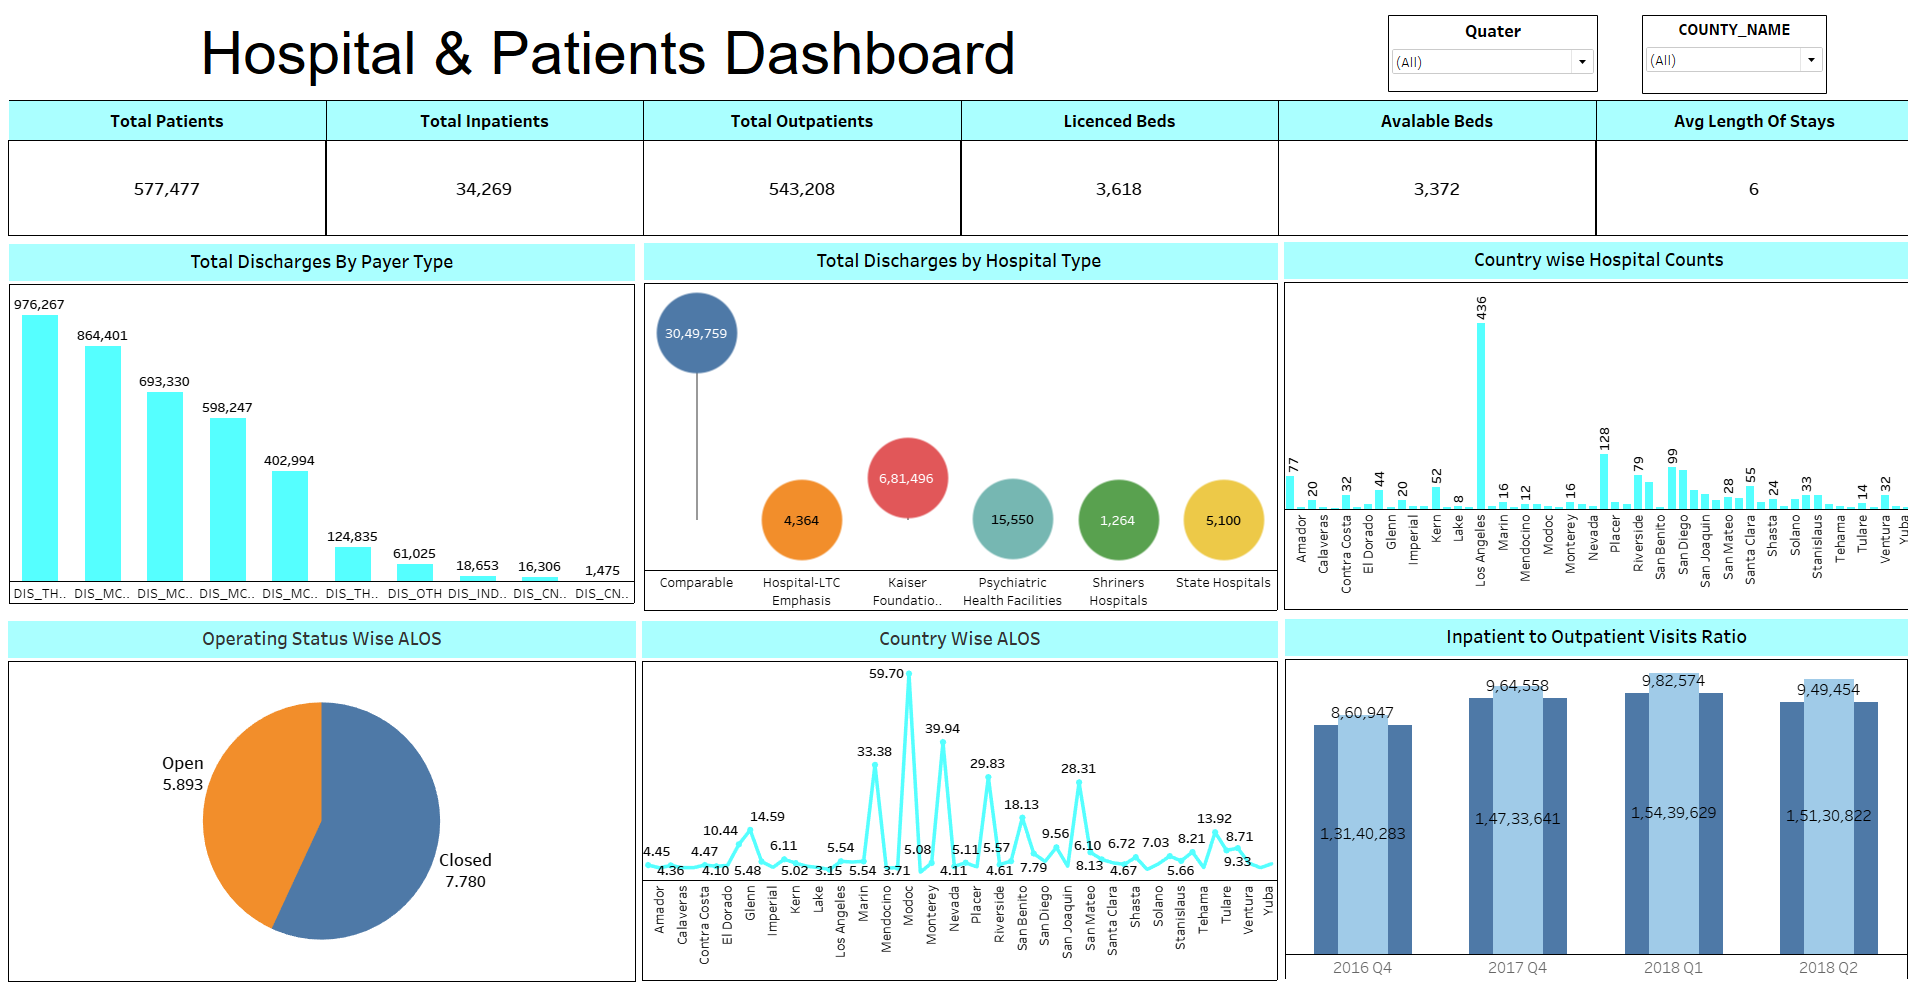 Hospital & Patients Dashboard
Quater
(All)
COUNTY_NAME
(All)
Total Patients
Total Inpatients
Total Outpatients
Licenced Beds
Avalable Beds
Avg Length Of Stays
577,477
34,269
543,208
3,618
3,372
6
Total Discharges By Payer Type
976,267
864,401
693,330
598,247
402,994
124,835
61,025
18,653
16,306
1,475
DIS_TH..
DIS_MC..
DIS_MC..
DIS_MC..
DIS_MC..
DIS_TH..
DIS_OTH
DIS_IND..
DIS_CN..
DIS_CN..
Total Discharges by Hospital Type
30,49,759
4,364
6,81,496
15,550
1,264
5,100
Comparable
Hospital-LTC
Emphasis
Kaiser
Foundatio..
Psychiatric
Health Facilities
Shriners
Hospitals
State Hospitals
Country wise Hospital Counts
77
20
32
44
20
52
8
436
16
12
16
128
79
99
28
55
24
33
14
32
Amador
Calaveras
Contra Costa
El Dorado
Glenn
Imperial
Kern
Lake
Los Angeles
Marin
Mendocino
Modoc
Monterey
Nevada
Placer
Riverside
San Benito
San Diego
San Joaquin
San Mateo
Santa Clara
Shasta
Solano
Stanislaus
Tehama
Tulare
Ventura
Yuba
Operating Status Wise ALOS
Open
5.893
Closed
7.780
Country Wise ALOS
4.45
4.36
4.47
4.10
10.44
5.48
14.59
6.11
5.02
3.15
5.54
5.54
33.38
3.71
59.70
5.08
39.94
4.11
5.11
29.83
4.61
5.57
18.13
7.79
9.56
28.31
6.10
8.13
6.72
4.67
7.03
5.66
8.21
13.92
9.33
8.71
Amador
Calaveras
Contra Costa
El Dorado
Glenn
Imperial
Kern
Lake
Los Angeles
Marin
Mendocino
Modoc
Monterey
Nevada
Placer
Riverside
San Benito
San Diego
San Joaquin
San Mateo
Santa Clara
Shasta
Solano
Stanislaus
Tehama
Tulare
Ventura
Yuba
Inpatient to Outpatient Visits Ratio
8,60,947
9,64,558
9,82,574
9,49,454
1,31,40,283
1,47,33,641
1,54,39,629
1,51,30,822
2016 Q4
2017 Q4
2018 Q1
2018 Q2